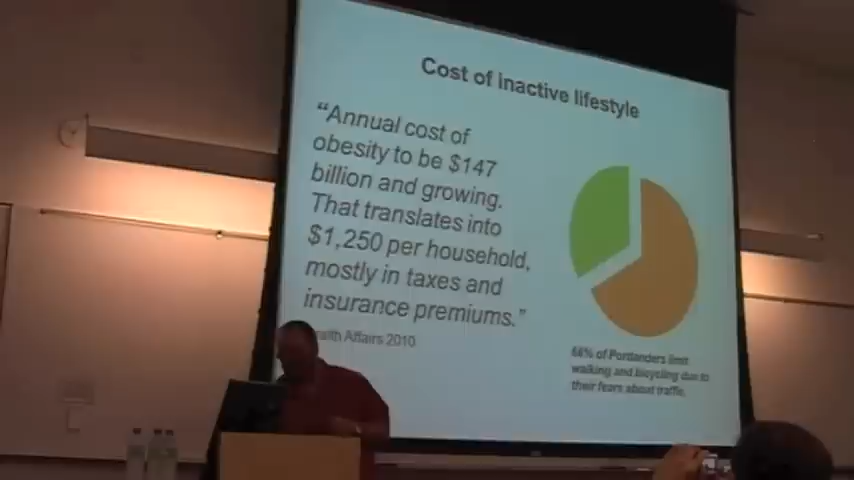 Cost of inactive lifestyle
“Annual cost of
obesity to be $147
billion and growing.
That translates into
$1,250 per household,
mostly in taxes and
insurance premiums.”
Affairs 2010
66% of Portlanders limit
walking and bicycling due to
their fears about traffic.